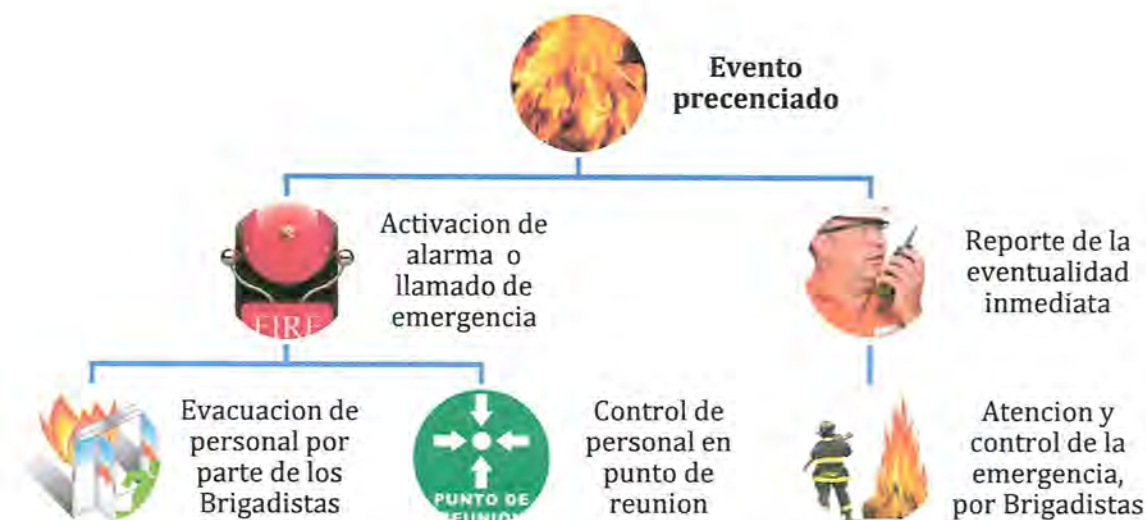 Evento
precenciado
Activacion de
alarma o
llamado de
emergencia
FIRE
Reporte de la
eventualidad
inmediata
Evacuacion de
personal por
parte de los
Brigadistas
PUNTO DE
REUNION
Control de
personal en
punto de
reunion
Atencion y
control de la
emergencia,
por Brigadistas